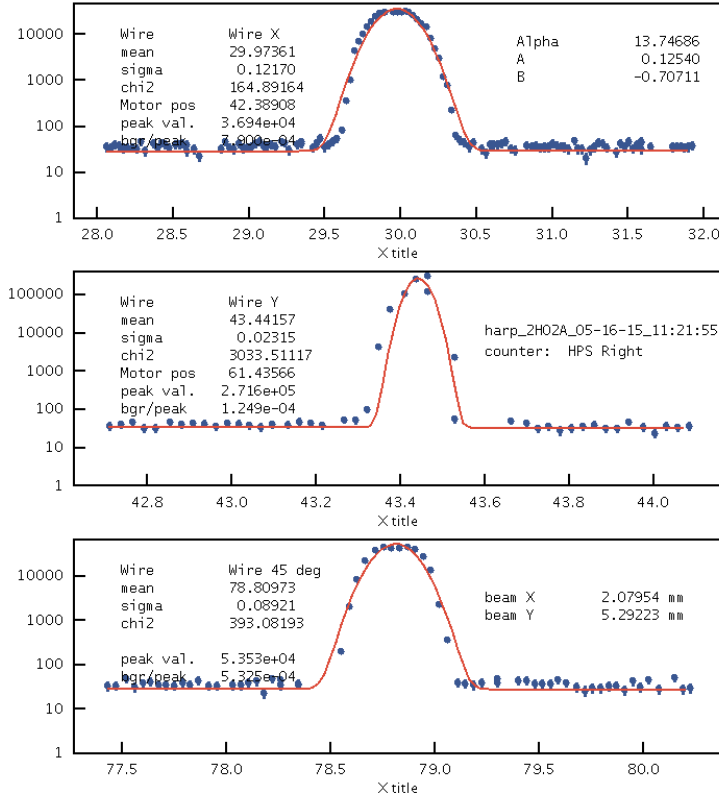 10000
1000
100
10
1
Wire Wire X
mean 29.97361
sigma 0.12170
chi2 164.89164
Motor pos 42.38908
peak val. 3.694e+04
bgr/peak 7.900e-04
Alpha 13.74686
A 0.12540
B -0.70711
28.0 28.5 29.0 29.5 30.0 30.5 31.0 31.5 32.0
X title
100000
10000
1000
100
10
1
Wire Wire Y
mean 43.44157
sigma 0.02315
chi2 3033.51117
Motor pos 61.43566
peak val. 2.716e+05
bgr/peak 1.249e-04
harp_2H02A_05-16-15_11:21:55
counter: HPS Right
42.8 43.0 43.2 43.4 43.6 43.8 44.0
X title
10000
1000
100
10
1
Wire Wire 45 deg
mean 78.80973
sigma 0.08921
chi2 393.08193
peak val. 5.353e+04
bgr/peak 5.325e-04
beam X 2.07954 mm
beam Y 5.29223 mm
77.5 78.0 78.5 79.0 79.5 80.0
X title